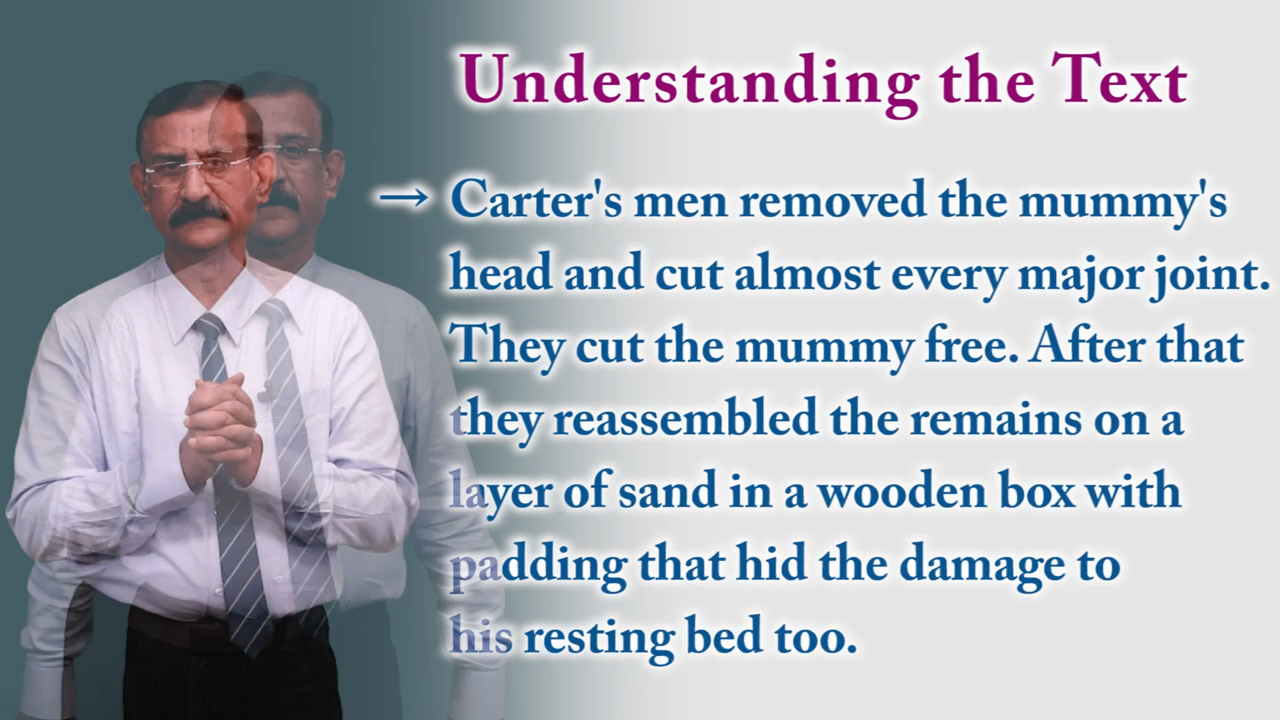 Understanding the Text
→ Carter's men removed the mummy's
head and cut almost every major joint.
They cut the mummy free. After that
they reassembled the remains on a
layer of sand in a wooden box with
padding that hid the damage to
his resting bed too.